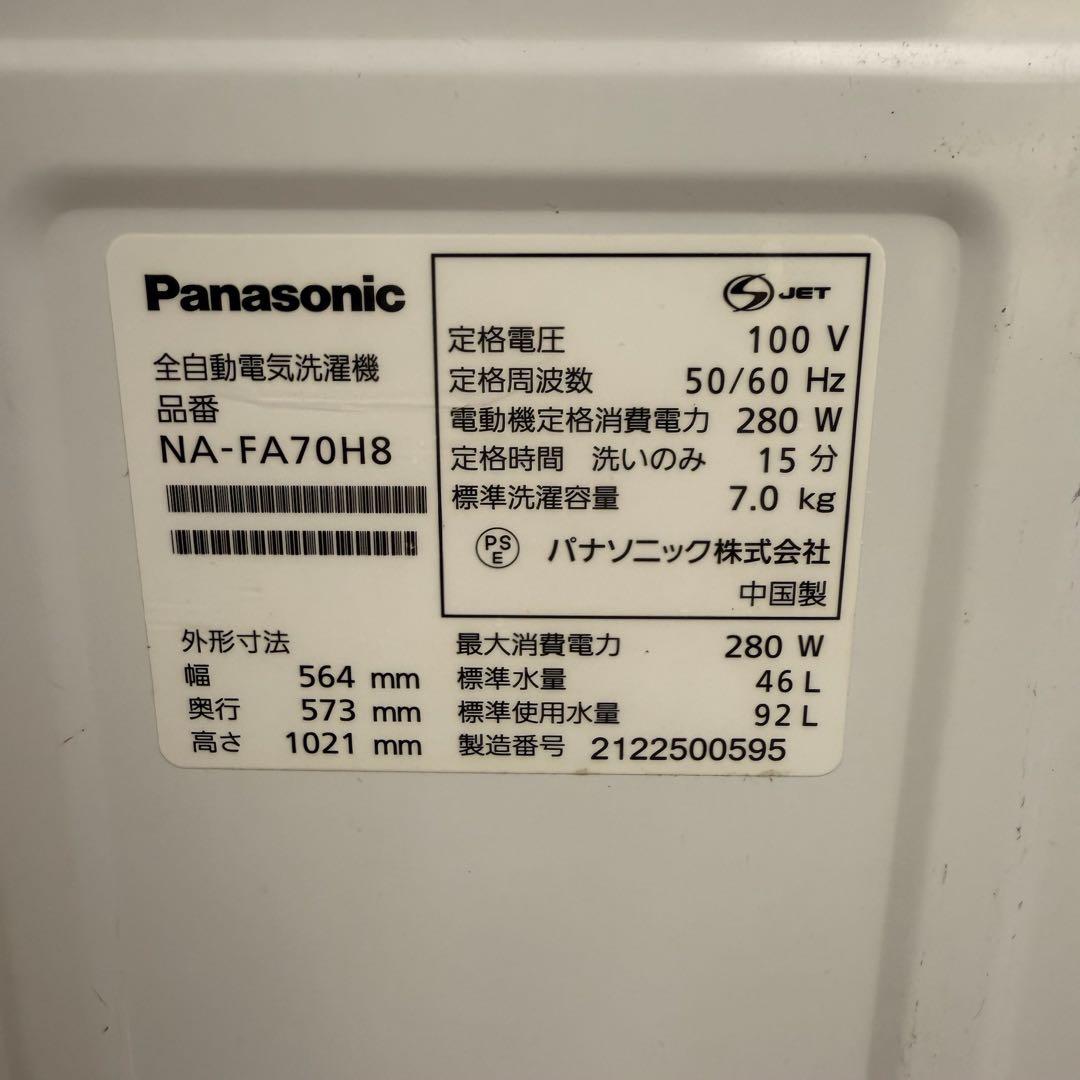 Panasonic
全自動電気洗濯機
品番
NA-FA70H8
JET
定格電圧 100 V
定格周波数 50/60 Hz
電動機定格消費電力 280 W
定格時間 洗いのみ 15 分
標準洗濯容量 7.0 kg
PS
E
パナソニック株式会社
中国製
外形寸法
幅 564 mm
奥行 573 mm
高さ 1021 mm
最大消費電力 280 W
標準水量 46 L
標準使用水量 92 L
製造番号 2122500595